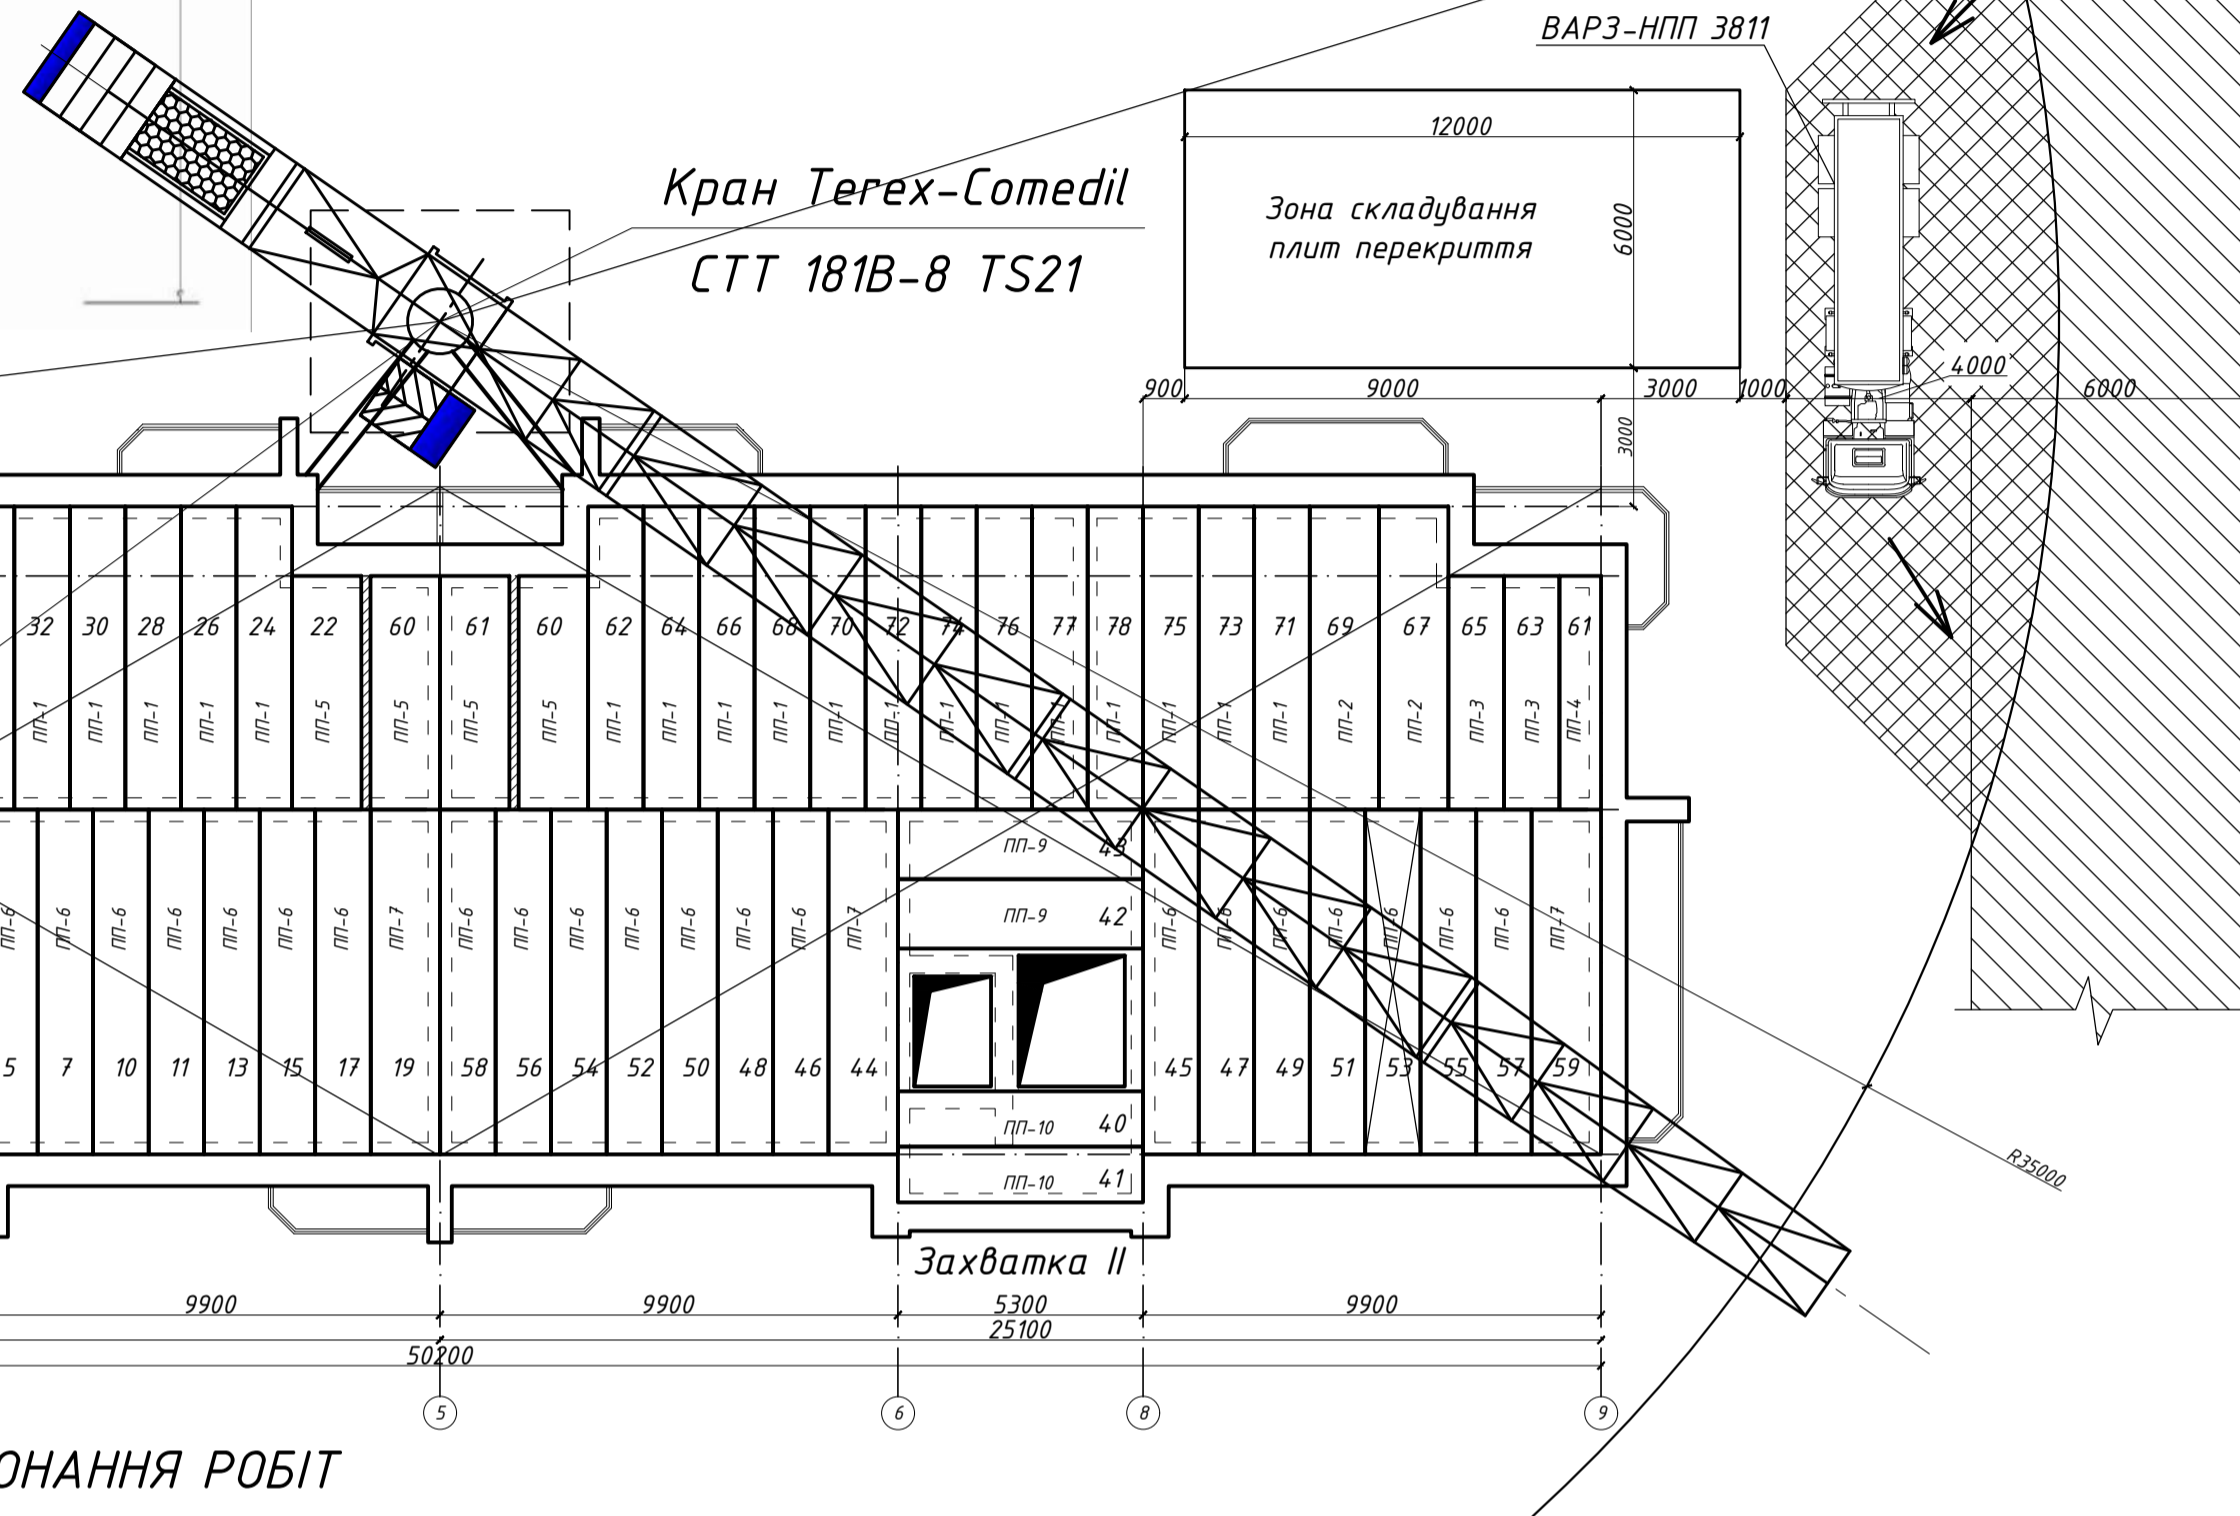 ВАРЗ-НПП 3811
12000
Кран Terex-Comedil
СТТ 181В-8 TS21
Зона складування
плит перекриття
6000
4000
900 9000 3000 1000 6000
3000
32 30 28 26 24 22 60 61 60 62 64 66 68 70 72 74 76 77 78 75 73 71 69 67 65 63 61
ПП-1 ПП-1 ПП-1 ПП-1 ПП-1 ПП-5 ПП-5 ПП-5 ПП-5 ПП-1 ПП-1 ПП-1 ПП-1 ПП-1 ПП-1 ПП-1 ПП-1 ПП-1 ПП-1 ПП-1 ПП-1 ПП-1 ПП-2 ПП-2 ПП-3 ПП-3 ПП-4
ПП-9 43
ПП-9 42
ПП-6 ПП-6 ПП-6 ПП-6 ПП-6 ПП-6 ПП-6 ПП-7 ПП-6 ПП-6 ПП-6 ПП-6 ПП-6 ПП-6 ПП-6 ПП-7 ПП-6 ПП-6 ПП-6 ПП-6 ПП-6 ПП-6 ПП-6 ПП-7
5 7 10 11 13 15 17 19 58 56 54 52 50 48 46 44 45 47 49 51 53 55 57 59
ПП-10 40
ПП-10 41
R35000
Захватка II
9900 9900 5300 9900
25100
50200
5 6 8 9
ОНАННЯ РОБІТ